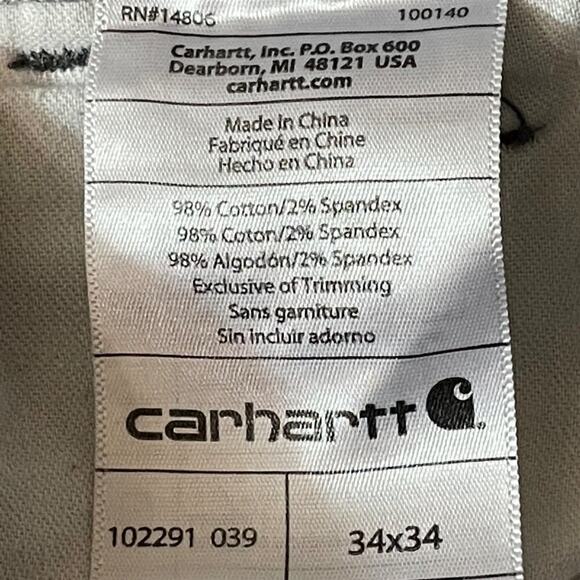 RN#14806 100140
Carhartt, Inc. P.O. Box 600
Dearborn, MI 48121 USA
carhartt.com
Made in China
Fabriqué en Chine
Hecho en China
98% Cotton/2% Spandex
98% Coton/2% Spandex
98% Algodón/2% Spandex
Exclusive of Trimming
Sans garniture
Sin incluir adorno
carhartt
102291 039 34x34